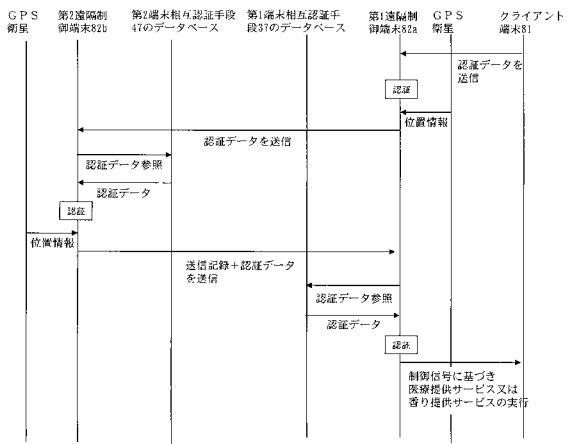 GPS
衛星
第2遠隔制
御端末82b
第2端末相互認証手段
47のデータベース
第1端末相互認証手
段37のデータベース
第1遠隔制
御端末82a
GPS
衛星
クライアント
端末81
認証データを
送信
認証
位置情報
認証データを送信
認証データ参照
認証データ
認証
位置情報
送信記録+認証データ
を送信
認証データ参照
認証データ
認証
制御信号に基づき
医療提供サービス又は
香り提供サービスの実行